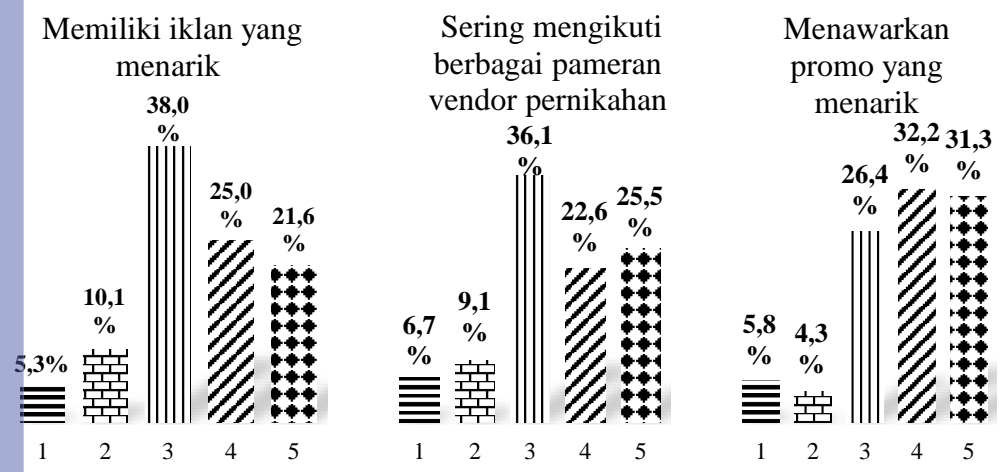 Memiliki iklan yang
menarik
38,0
%
25,0
%
21,6
%
10,1
%
5,3%
1 2 3 4 5
Sering mengikuti
berbagai pameran
vendor pernikahan
36,1
%
22,6
%
25,5
%
9,1
%
6,7
%
1 2 3 4 5
Menawarkan
promo yang
menarik
32,2
%
31,3
%
26,4
%
5,8
%
4,3
%
1 2 3 4 5